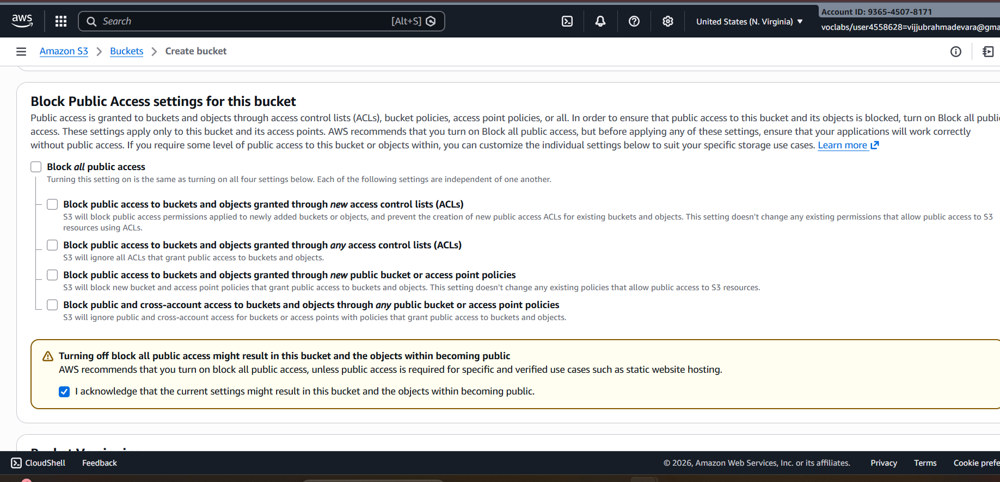 aws
Search [Alt+S]
United States (N. Virginia)
Account ID: 9365-4507-8171
voclabs/user4558628=vijjubrahmadevara@gma
Amazon S3 > Buckets > Create bucket
Block Public Access settings for this bucket
Public access is granted to buckets and objects through access control lists (ACLs), bucket policies, access point policies, or all. In order to ensure that public access to this bucket and its objects is blocked, turn on Block all publi
access. These settings apply only to this bucket and its access points. AWS recommends that you turn on Block all public access, but before applying any of these settings, ensure that your applications will work correctly
without public access. If you require some level of public access to this bucket or objects within, you can customize the individual settings below to suit your specific storage use cases. Learn more
Block all public access
Turning this setting on is the same as turning on all four settings below. Each of the following settings are independent of one another.
Block public access to buckets and objects granted through new access control lists (ACLs)
S3 will block public access permissions applied to newly added buckets or objects, and prevent the creation of new public access ACLs for existing buckets and objects. This setting doesn't change any existing permissions that allow public access to S3
resources using ACLs.
Block public access to buckets and objects granted through any access control lists (ACLs)
S3 will ignore all ACLs that grant public access to buckets and objects.
Block public access to buckets and objects granted through new public bucket or access point policies
S3 will block new bucket and access point policies that grant public access to buckets and objects. This setting doesn't change any existing policies that allow public access to S3 resources.
Block public and cross-account access to buckets and objects through any public bucket or access point policies
S3 will ignore public and cross-account access for buckets or access points with policies that grant public access to buckets and objects.
Turning off block all public access might result in this bucket and the objects within becoming public
AWS recommends that you turn on block all public access, unless public access is required for specific and verified use cases such as static website hosting.
I acknowledge that the current settings might result in this bucket and the objects within becoming public.
CloudShell Feedback © 2026, Amazon Web Services, Inc. or its affiliates. Privacy Terms Cookie prefe